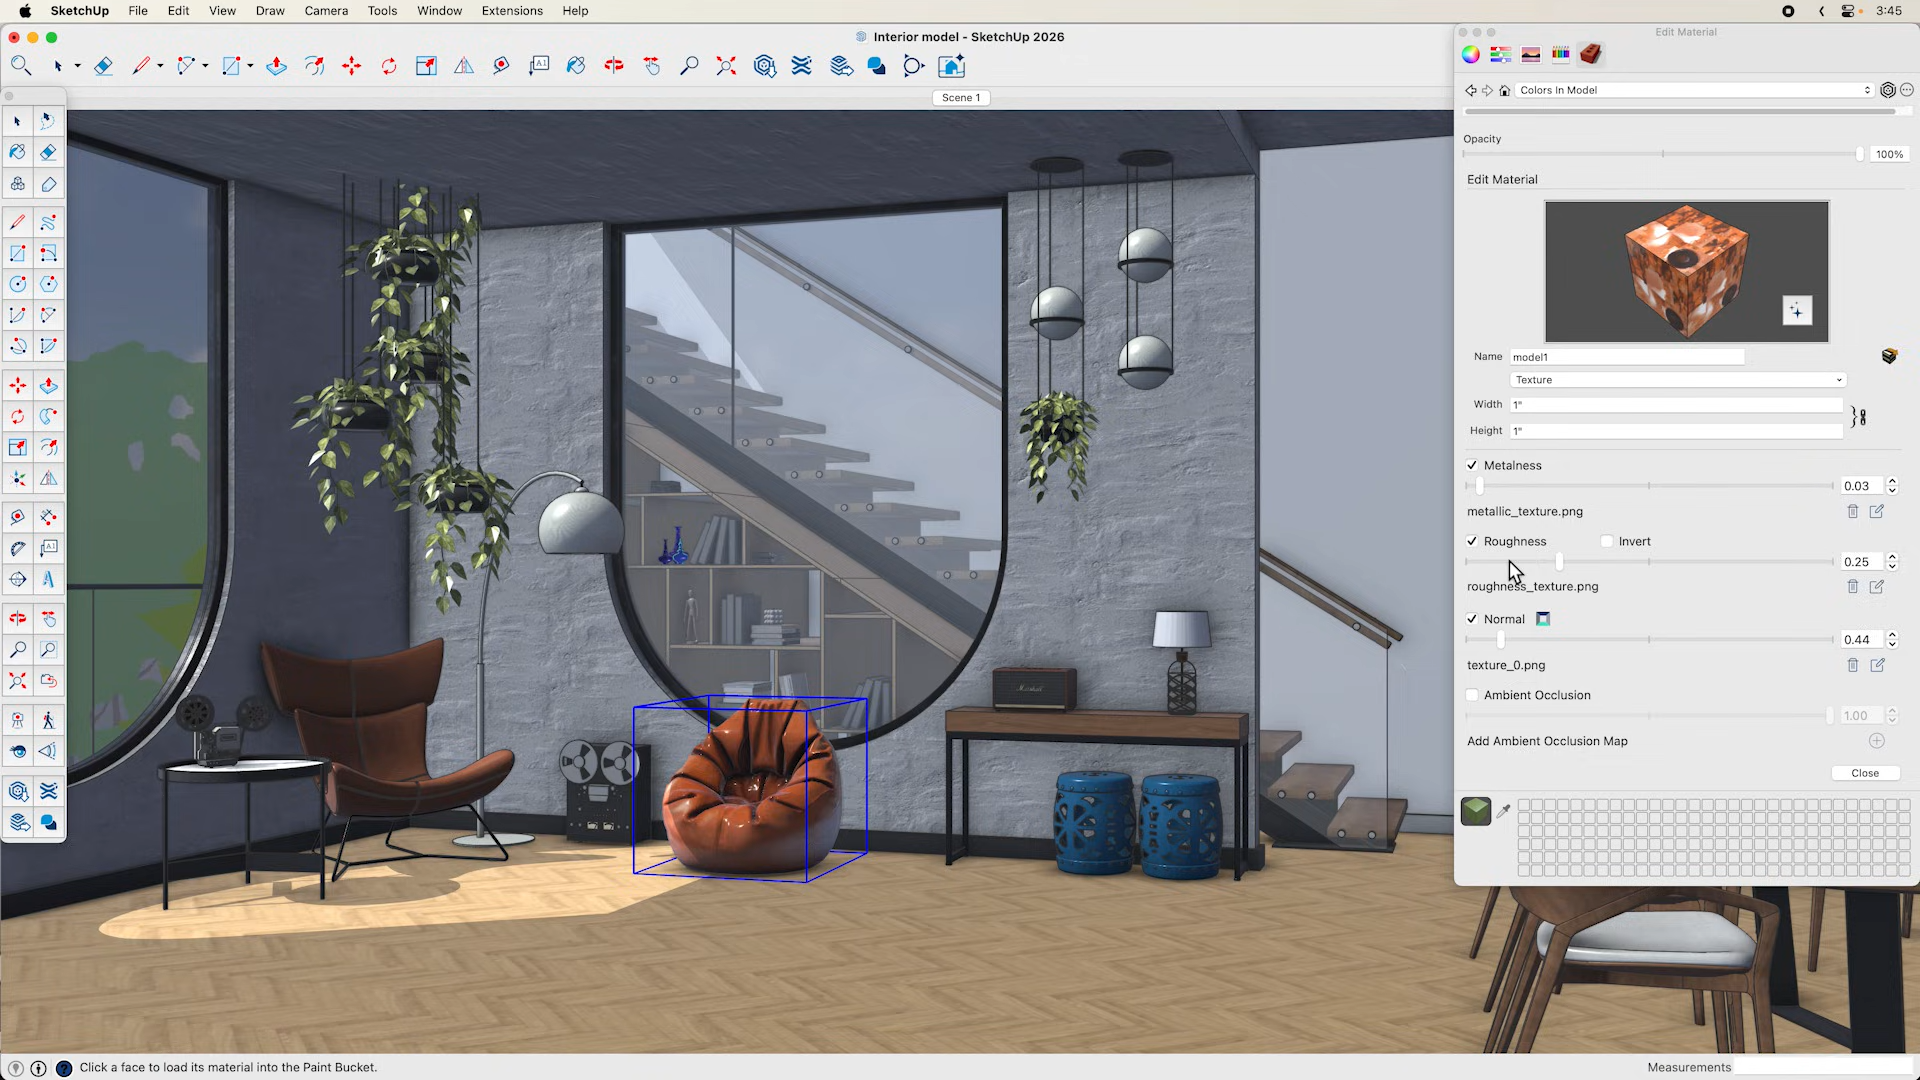 SketchUp File Edit View Draw Camera Tools Window Extensions Help 3:45
Interior model - SketchUp 2026
Scene 1
Edit Material
Colors In Model
Opacity
100%
Edit Material
Name model1
Texture
Width 1"
Height 1"
Metalness
0.03
metallic_texture.png
Roughness Invert
0.25
roughness_texture.png
Normal
0.44
texture_0.png
Ambient Occlusion
1.00
Add Ambient Occlusion Map
Close
Marshall
Click a face to load its material into the Paint Bucket.
Measurements